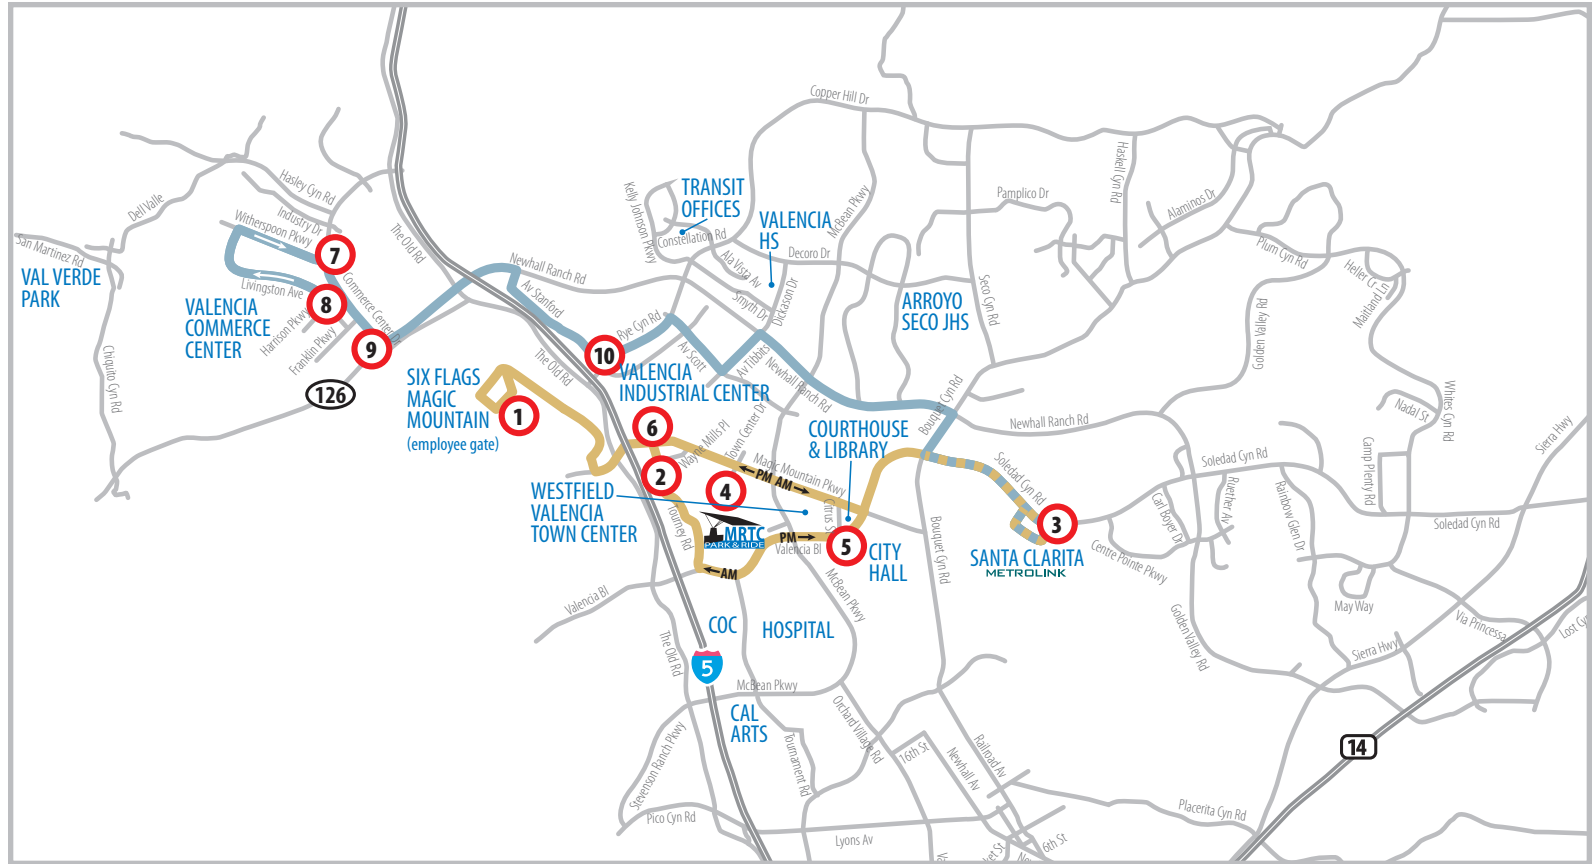 Copper Hill Dr
Haskell Cyn Rd
Hasley Cyn Rd
Dell Valle
Industry Dr
Witherspoon Pkwy
San Martinez Rd
VAL VERDE
PARK
The Old Rd
7
Livingston Ave
8
Commerce Center Dr
VALENCIA
COMMERCE
CENTER
Harrison Pkwy
Franklin Pkwy
9
126
Chiquito Cyn Rd
Newhall Ranch Rd
Av Stanford
Kelly Johnson Pkwy
TRANSIT
OFFICES
Constellation Rd
VALENCIA
HS
McBean Pkwy
Decoro Dr
Ala Vista Av
Smyth Dr
Dickason Dr
Pamplico Dr
Alaminos Dr
Plum Cyn Rd
Heller Cr
Maitland Ln
ARROYO
SECO JHS
Seco Cyn Rd
Golden Valley Rd
Rye Cyn Rd
Av Scott
Av Tibbits
Newhall Ranch Rd
The Old Rd
10
VALENCIA
INDUSTRIAL CENTER
SIX FLAGS
MAGIC
MOUNTAIN
(employee gate)
1
6
Wayne Mills Pl
Town Center Dr
2
4
PM AM
Magic Mountain Pkwy
COURTHOUSE
& LIBRARY
Bouquet Cyn Rd
Newhall Ranch Rd
Nadal St
Whites Cyn Rd
Sierra Hwy
Camp Plenty Rd
Soledad Cyn Rd
Soledad Cyn Rd
Soledad Cyn Rd
Ruether Av
Rainbow Glen Dr
Carl Boyer Dr
WESTFIELD
VALENCIA
TOWN CENTER
Tourney Rd
MRTC
PARK & RIDE
PM
Valencia Bl
5
CITY
HALL
3
SANTA CLARITA
METROLINK
Centre Pointe Pkwy
Bouquet Cyn Rd
AM
Valencia Bl
McBean Pkwy
COC
HOSPITAL
The Old Rd
5
McBean Pkwy
CAL
ARTS
Golden Valley Rd
May Way
Via Princessa
Sierra Hwy
14
Stevenson Ranch Pkwy
Pico Cyn Rd
Tournament Rd
Orchard Village Rd
16th St
Newhall Av
Railroad Av
Placerita Cyn Rd
Lyons Av
6th St